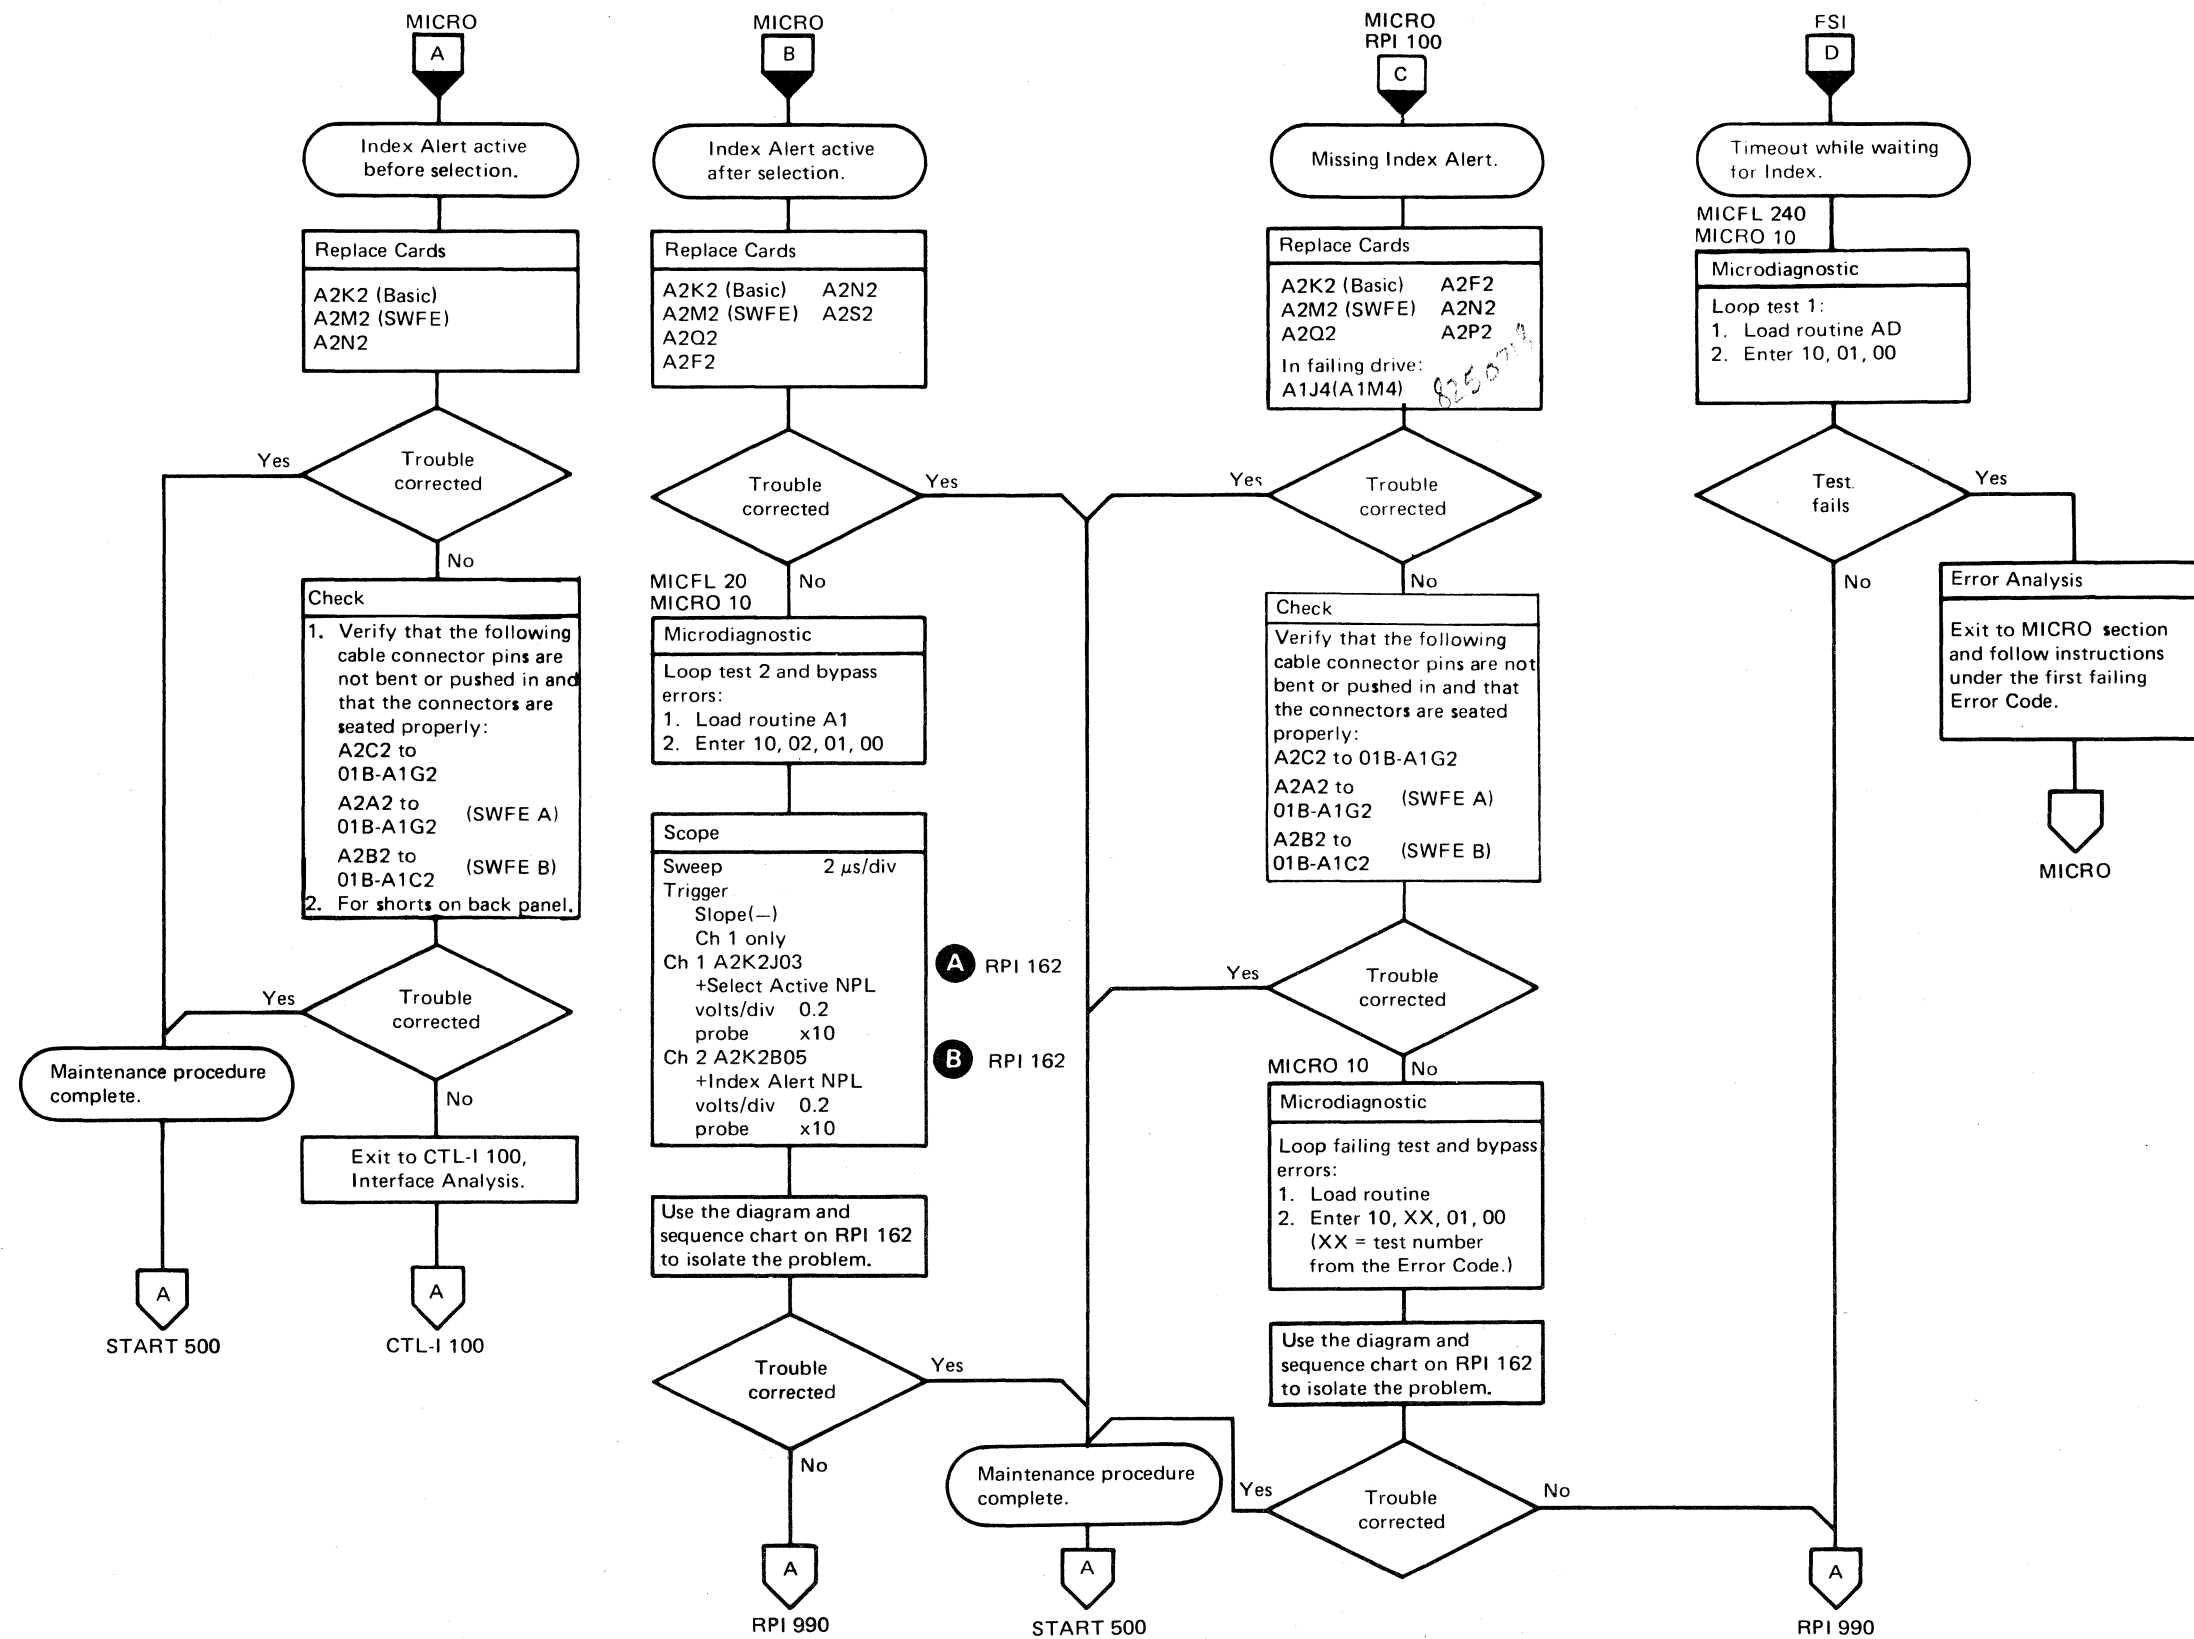 MICRO
A
Index Alert active
before selection.
Replace Cards
A2K2 (Basic)
A2M2 (SWFE)
A2N2
Trouble
corrected
Yes
No
Check
1. Verify that the following
cable connector pins are
not bent or pushed in and
that the connectors are
seated properly:
A2C2 to
01B-A1G2
A2A2 to
01B-A1G2 (SWFE A)
A2B2 to
01B-A1C2 (SWFE B)
2. For shorts on back panel.
Trouble
corrected
Yes
No
Maintenance procedure
complete.
A
START 500
Exit to CTL-I 100,
Interface Analysis.
A
CTL-I 100
MICRO
B
Index Alert active
after selection.
Replace Cards
A2K2 (Basic) A2N2
A2M2 (SWFE) A2S2
A2Q2
A2F2
Trouble
corrected
Yes
No
MICFL 20
MICRO 10
Microdiagnostic
Loop test 2 and bypass
errors:
1. Load routine A1
2. Enter 10, 02, 01, 00
Scope
Sweep 2 μs/div
Trigger
Slope(—)
Ch 1 only
Ch 1 A2K2J03
A RPI 162
+Select Active NPL
volts/div 0.2
probe x10
Ch 2 A2K2B05
B RPI 162
+Index Alert NPL
volts/div 0.2
probe x10
Use the diagram and
sequence chart on RPI 162
to isolate the problem.
Trouble
corrected
Yes
No
A
RPI 990
Maintenance procedure
complete.
A
START 500
MICRO
RPI 100
C
Missing Index Alert.
Replace Cards
A2K2 (Basic) A2F2
A2M2 (SWFE) A2N2
A2Q2 A2P2
In failing drive:
A1J4(A1M4)
Trouble
corrected
Yes
No
Check
Verify that the following
cable connector pins are not
bent or pushed in and that
the connectors are seated
properly:
A2C2 to 01B-A1G2
A2A2 to
01B-A1G2 (SWFE A)
A2B2 to
01B-A1C2 (SWFE B)
Trouble
corrected
Yes
No
MICRO 10
Microdiagnostic
Loop failing test and bypass
errors:
1. Load routine
2. Enter 10, XX, 01, 00
(XX = test number
from the Error Code.)
Use the diagram and
sequence chart on RPI 162
to isolate the problem.
Trouble
corrected
Yes
No
FSI
D
Timeout while waiting
for Index.
MICFL 240
MICRO 10
Microdiagnostic
Loop test 1:
1. Load routine AD
2. Enter 10, 01, 00
Test
fails
Yes
No
Error Analysis
Exit to MICRO section
and follow instructions
under the first failing
Error Code.
MICRO
A
RPI 990